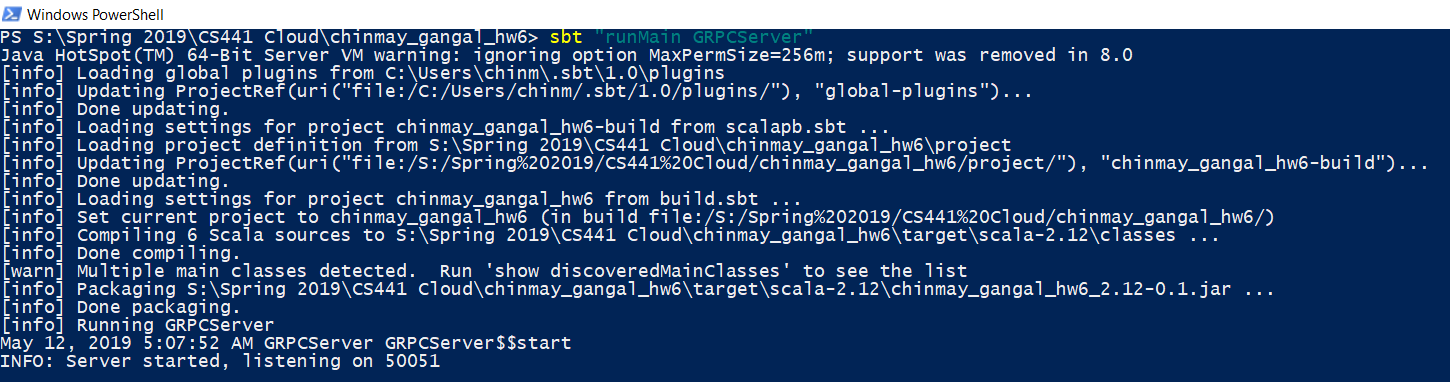 Windows PowerShell
PS S:\Spring 2019\CS441 Cloud\chinmay_gangal_hw6> sbt "runMain GRPCServer"
Java HotSpot(TM) 64-Bit Server VM warning: ignoring option MaxPermSize=256m; support was removed in 8.0
[info] Loading global plugins from C:\Users\chinm\.sbt\1.0\plugins
[info] Updating ProjectRef(uri("file:/C:/Users/chinm/.sbt/1.0/plugins/"), "global-plugins")...
[info] Done updating.
[info] Loading settings for project chinmay_gangal_hw6-build from scalapb.sbt ...
[info] Loading project definition from S:\Spring 2019\CS441 Cloud\chinmay_gangal_hw6\project
[info] Updating ProjectRef(uri("file:/S:/Spring%202019/CS441%20Cloud/chinmay_gangal_hw6/project/"), "chinmay_gangal_hw6-build")...
[info] Done updating.
[info] Loading settings for project chinmay_gangal_hw6 from build.sbt ...
[info] Set current project to chinmay_gangal_hw6 (in build file:/S:/Spring%202019/CS441%20Cloud/chinmay_gangal_hw6/)
[info] Compiling 6 Scala sources to S:\Spring 2019\CS441 Cloud\chinmay_gangal_hw6\target\scala-2.12\classes ...
[info] Done compiling.
[warn] Multiple main classes detected.  Run 'show discoveredMainClasses' to see the list
[info] Packaging S:\Spring 2019\CS441 Cloud\chinmay_gangal_hw6\target\scala-2.12\chinmay_gangal_hw6_2.12-0.1.jar ...
[info] Done packaging.
[info] Running GRPCServer
May 12, 2019 5:07:52 AM GRPCServer GRPCServer$$start
INFO: Server started, listening on 50051